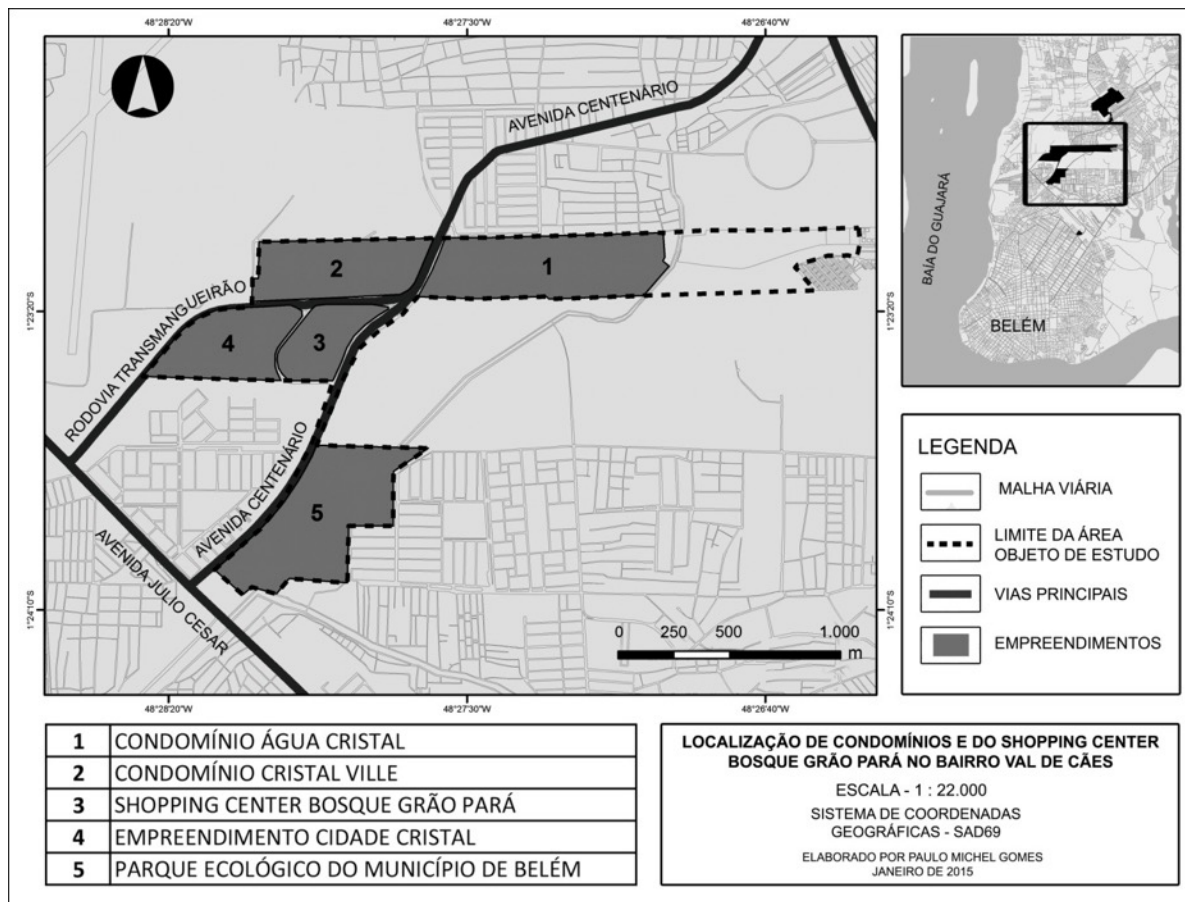 48°28'20"W
48°27'30"W
48°26'40"W
1°23'20"S
1°24'10"S
1°23'20"S
1°24'10"S
48°28'20"W
48°27'30"W
48°26'40"W
AVENIDA CENTENÁRIO
RODOVIA TRANSMANGUEIRÃO
AVENIDA CENTENÁRIO
AVENIDA JULIO CESAR
1
2
3
4
5
0 250 500 1.000
m
BAÍA DO GUAJARÁ
BELÉM
LEGENDA
MALHA VIÁRIA
LIMITE DA ÁREA
OBJETO DE ESTUDO
VIAS PRINCIPAIS
EMPREENDIMENTOS
1 CONDOMÍNIO ÁGUA CRISTAL
2 CONDOMÍNIO CRISTAL VILLE
3 SHOPPING CENTER BOSQUE GRÃO PARÁ
4 EMPREENDIMENTO CIDADE CRISTAL
5 PARQUE ECOLÓGICO DO MUNICÍPIO DE BELÉM
LOCALIZAÇÃO DE CONDOMÍNIOS E DO SHOPPING CENTER
BOSQUE GRÃO PARÁ NO BAIRRO VAL DE CÃES
ESCALA - 1 : 22.000
SISTEMA DE COORDENADAS
GEOGRÁFICAS - SAD69
ELABORADO POR PAULO MICHEL GOMES
JANEIRO DE 2015